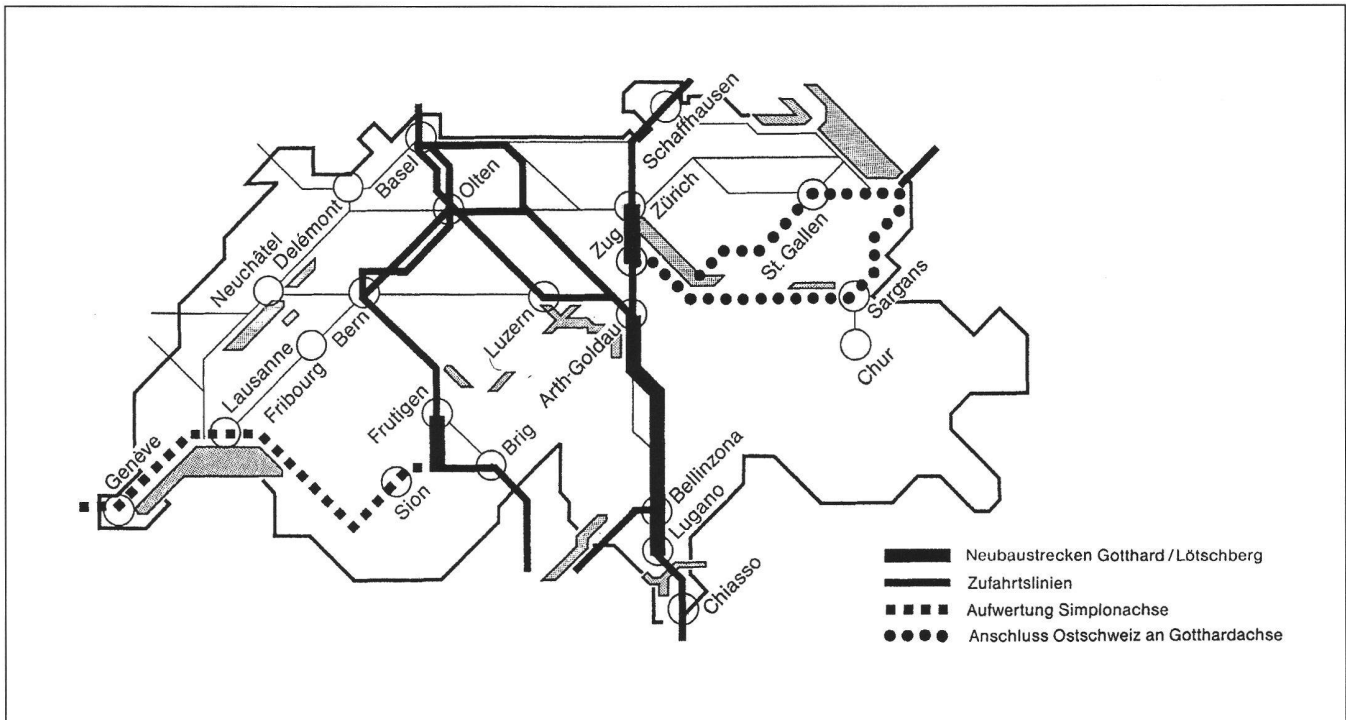 Schaffhausen
Basel
Olten
Zürich
Delémont
Zug
St. Gallen
Neuchâtel
Sargans
Bern
Luzern
Lausanne
Arth-Goldau
Chur
Fribourg
Frutigen
Genève
Brig
Bellinzona
Sion
Lugano
Chiasso
Neubaustrecken Gotthard / Lötschberg
Zufahrtslinien
Aufwertung Simplonachse
Anschluss Ostschweiz an Gotthardachse